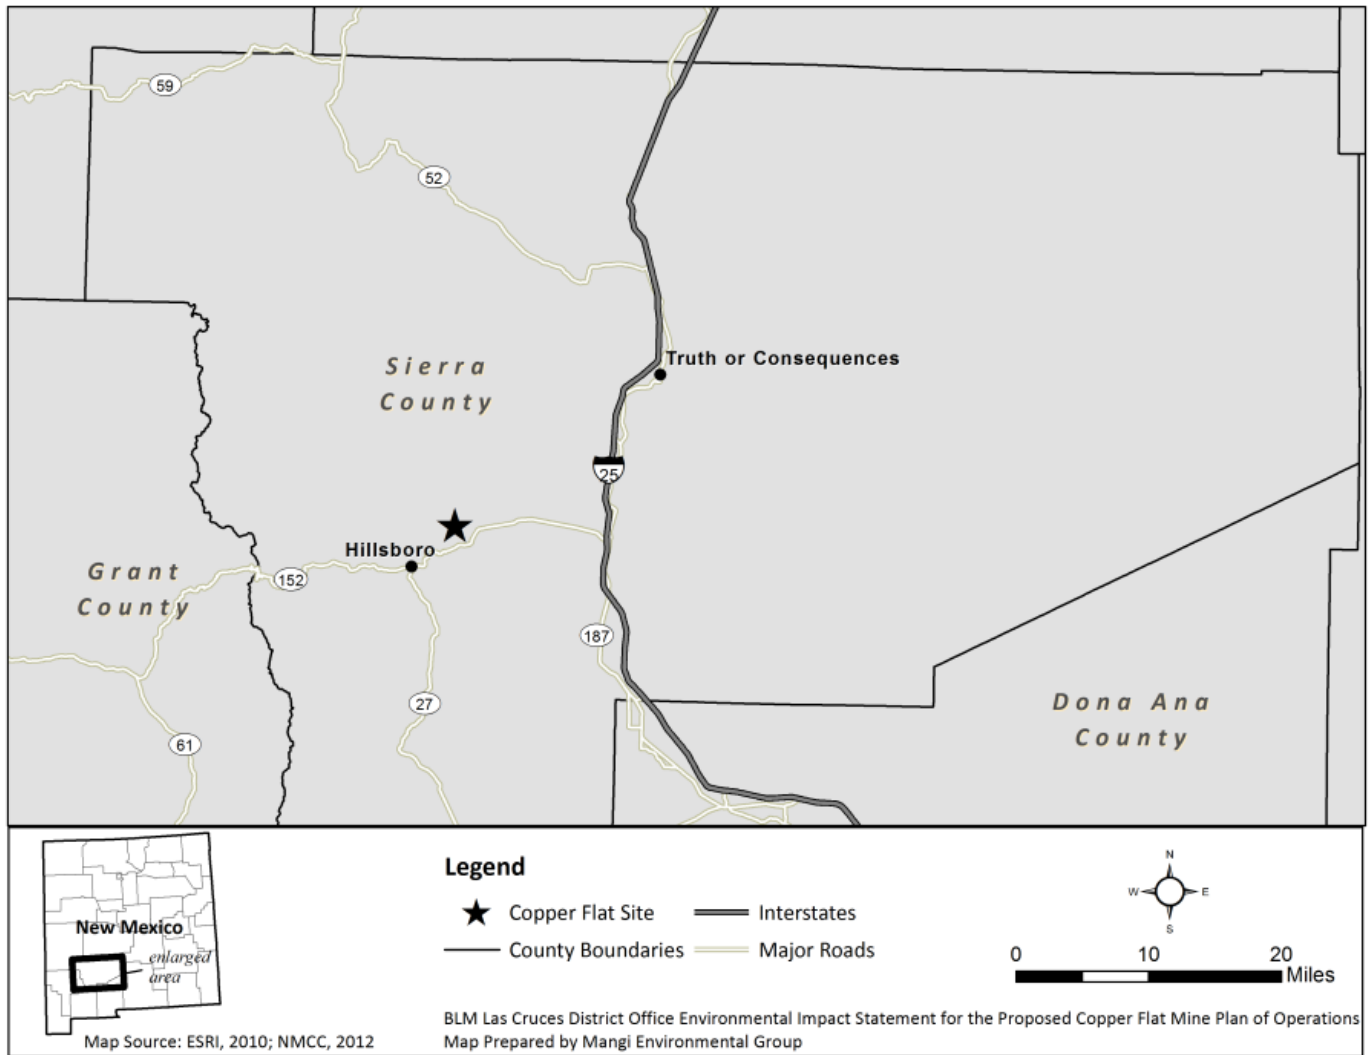 59
52
Truth or Consequences
Sierra
County
25
Hillsboro
Grant
County
152
187
27
61
Dona Ana
County
New Mexico
enlarged
area
Map Source: ESRI, 2010; NMCC, 2012
Legend
Copper Flat Site
Interstates
County Boundaries
Major Roads
N
W E
S
0 10 20
Miles
BLM Las Cruces District Office Environmental Impact Statement for the Proposed Copper Flat Mine Plan of Operations
Map Prepared by Mangi Environmental Group